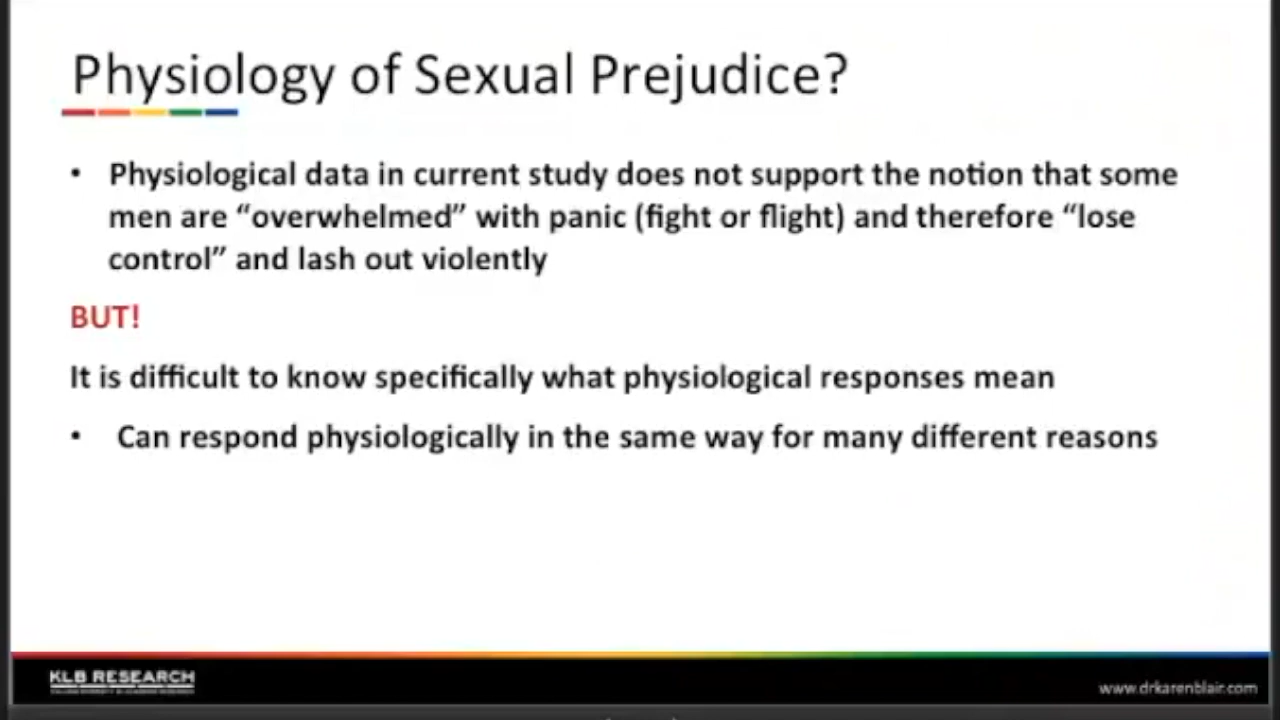 Physiology of Sexual Prejudice?
• Physiological data in current study does not support the notion that some
men are “overwhelmed” with panic (fight or flight) and therefore “lose
control” and lash out violently
BUT!
It is difficult to know specifically what physiological responses mean
• Can respond physiologically in the same way for many different reasons
KLB RESEARCH
www.drkarenblair.com